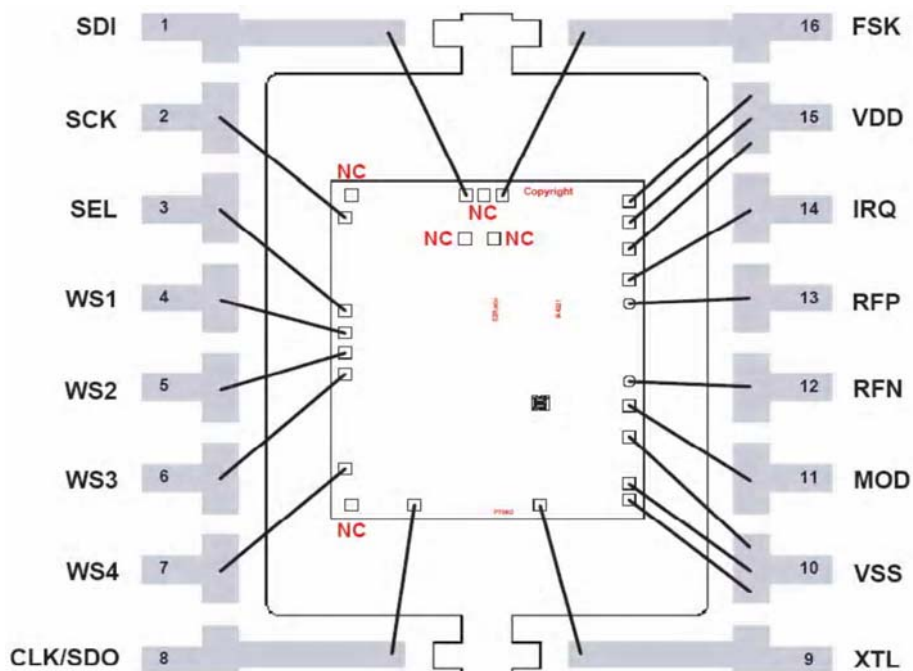 SDI 1
16 FSK
SCK 2
15 VDD
NC
Copyright
SEL 3
NC
14 IRQ
NC NC
WS1 4
13 RFP
WS2 5
12 RFN
WS3 6
11 MOD
NC
WS4 7
10 VSS
CLK/SDO 8
9 XTL